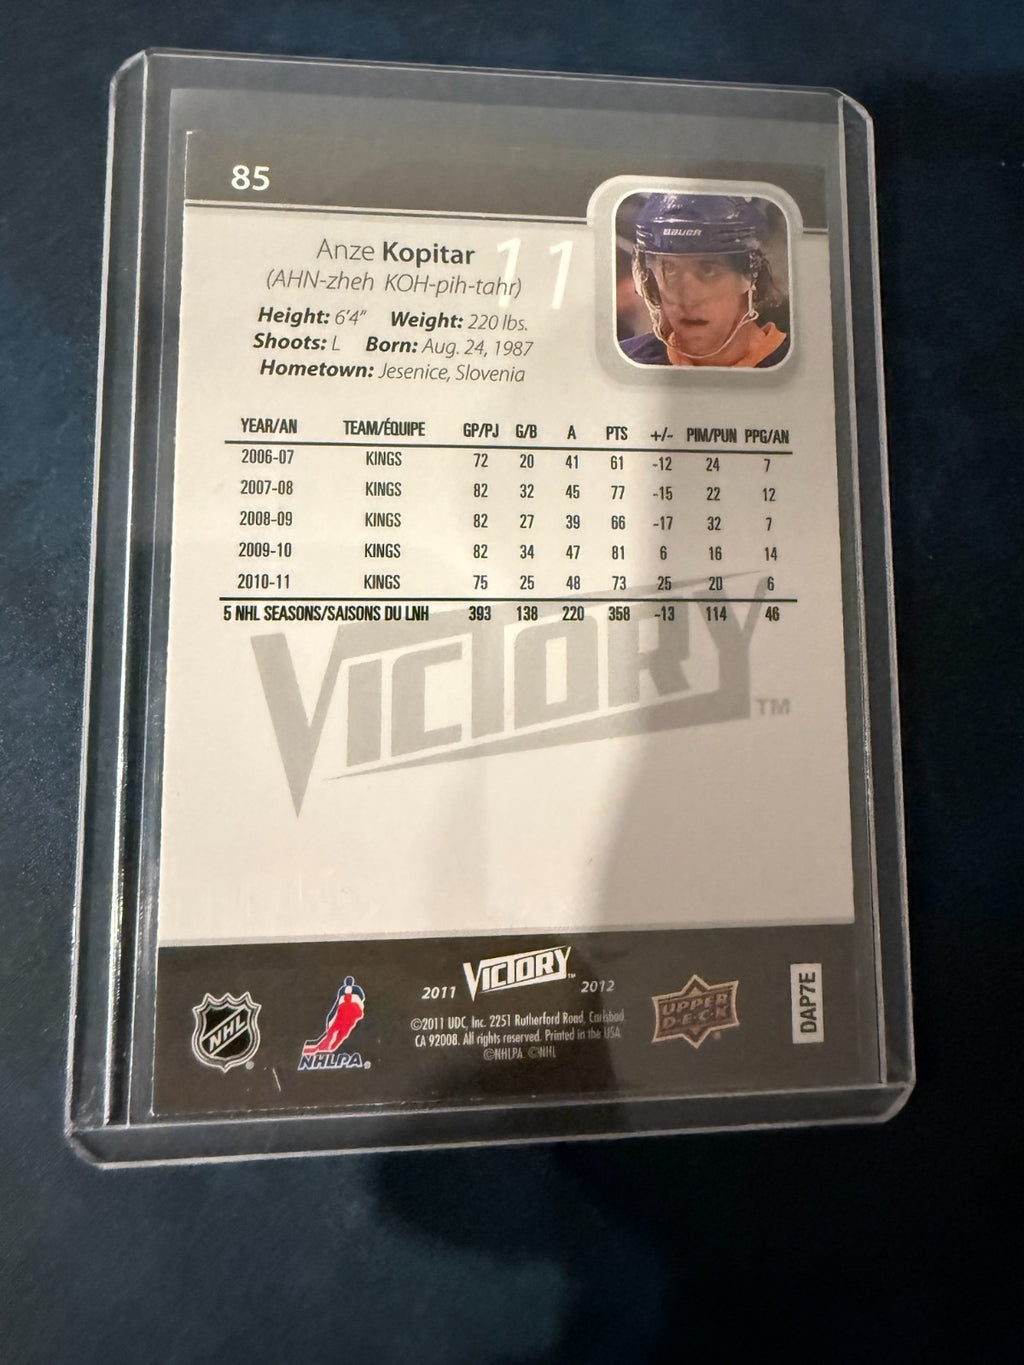 85
BAUER
Anze Kopitar 11
(AHN-zheh KOH-pih-tahr)
Height: 6'4" Weight: 220 lbs.
Shoots: L Born: Aug. 24, 1987
Hometown: Jesenice, Slovenia
YEAR/AN TEAM/ÉQUIPE GP/PJ G/B A PTS +/- PIM/PUN PPG/AN
2006-07 KINGS 72 20 41 61 -12 24 7
2007-08 KINGS 82 32 45 77 -15 22 12
2008-09 KINGS 82 27 39 66 -17 32 7
2009-10 KINGS 82 34 47 81 6 16 14
2010-11 KINGS 75 25 48 73 25 20 6
5 NHL SEASONS/SAISONS DU LNH 393 138 220 358 -13 114 46
VICTORY TM
2011 VICTORY TM 2012
©2011 UDC, Inc. 2251 Rutherford Road, Carlsbad
CA 92008. All rights reserved. Printed in the USA
©NHLPA ©NHL
NHL ®
NHLPA ®
UPPER
DECK ®
DAP7E